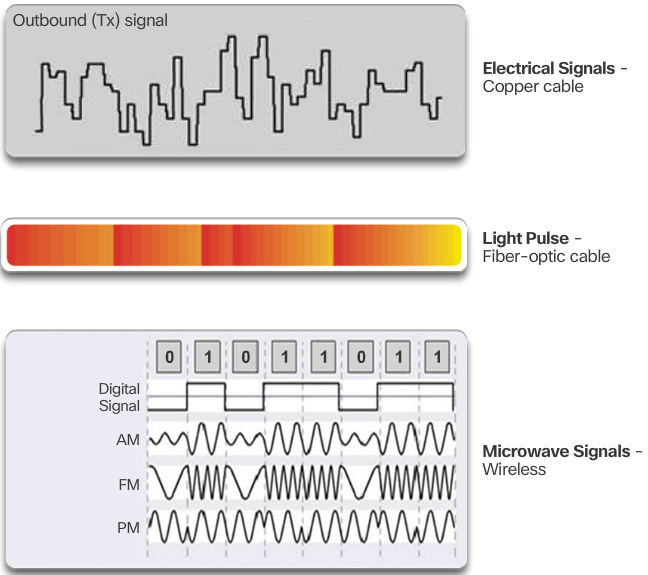 Outbound (Tx) signal
Electrical Signals -
Copper cable
Light Pulse -
Fiber-optic cable
0 1 0 1 1 0 1 1
Digital
Signal
AM
FM
PM
Microwave Signals -
Wireless